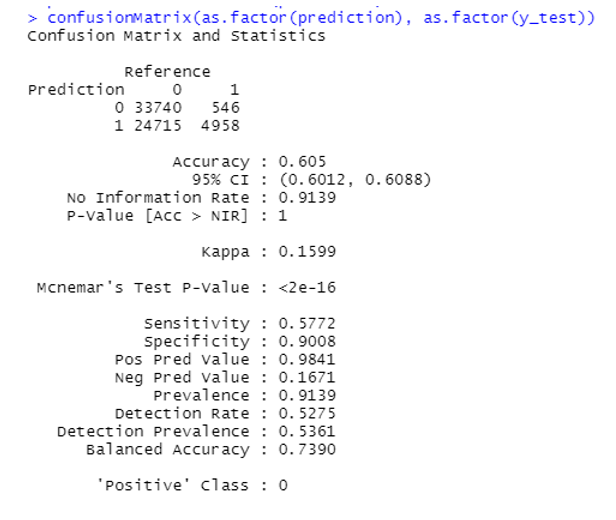 > confusionMatrix(as.factor(prediction), as.factor(y_test))
Confusion Matrix and Statistics
Reference
Prediction 0 1
0 33740 546
1 24715 4958
Accuracy : 0.605
95% CI : (0.6012, 0.6088)
No Information Rate : 0.9139
P-Value [Acc > NIR] : 1
Kappa : 0.1599
Mcnemar's Test P-Value : <2e-16
Sensitivity : 0.5772
Specificity : 0.9008
Pos Pred Value : 0.9841
Neg Pred Value : 0.1671
Prevalence : 0.9139
Detection Rate : 0.5275
Detection Prevalence : 0.5361
Balanced Accuracy : 0.7390
'Positive' Class : 0